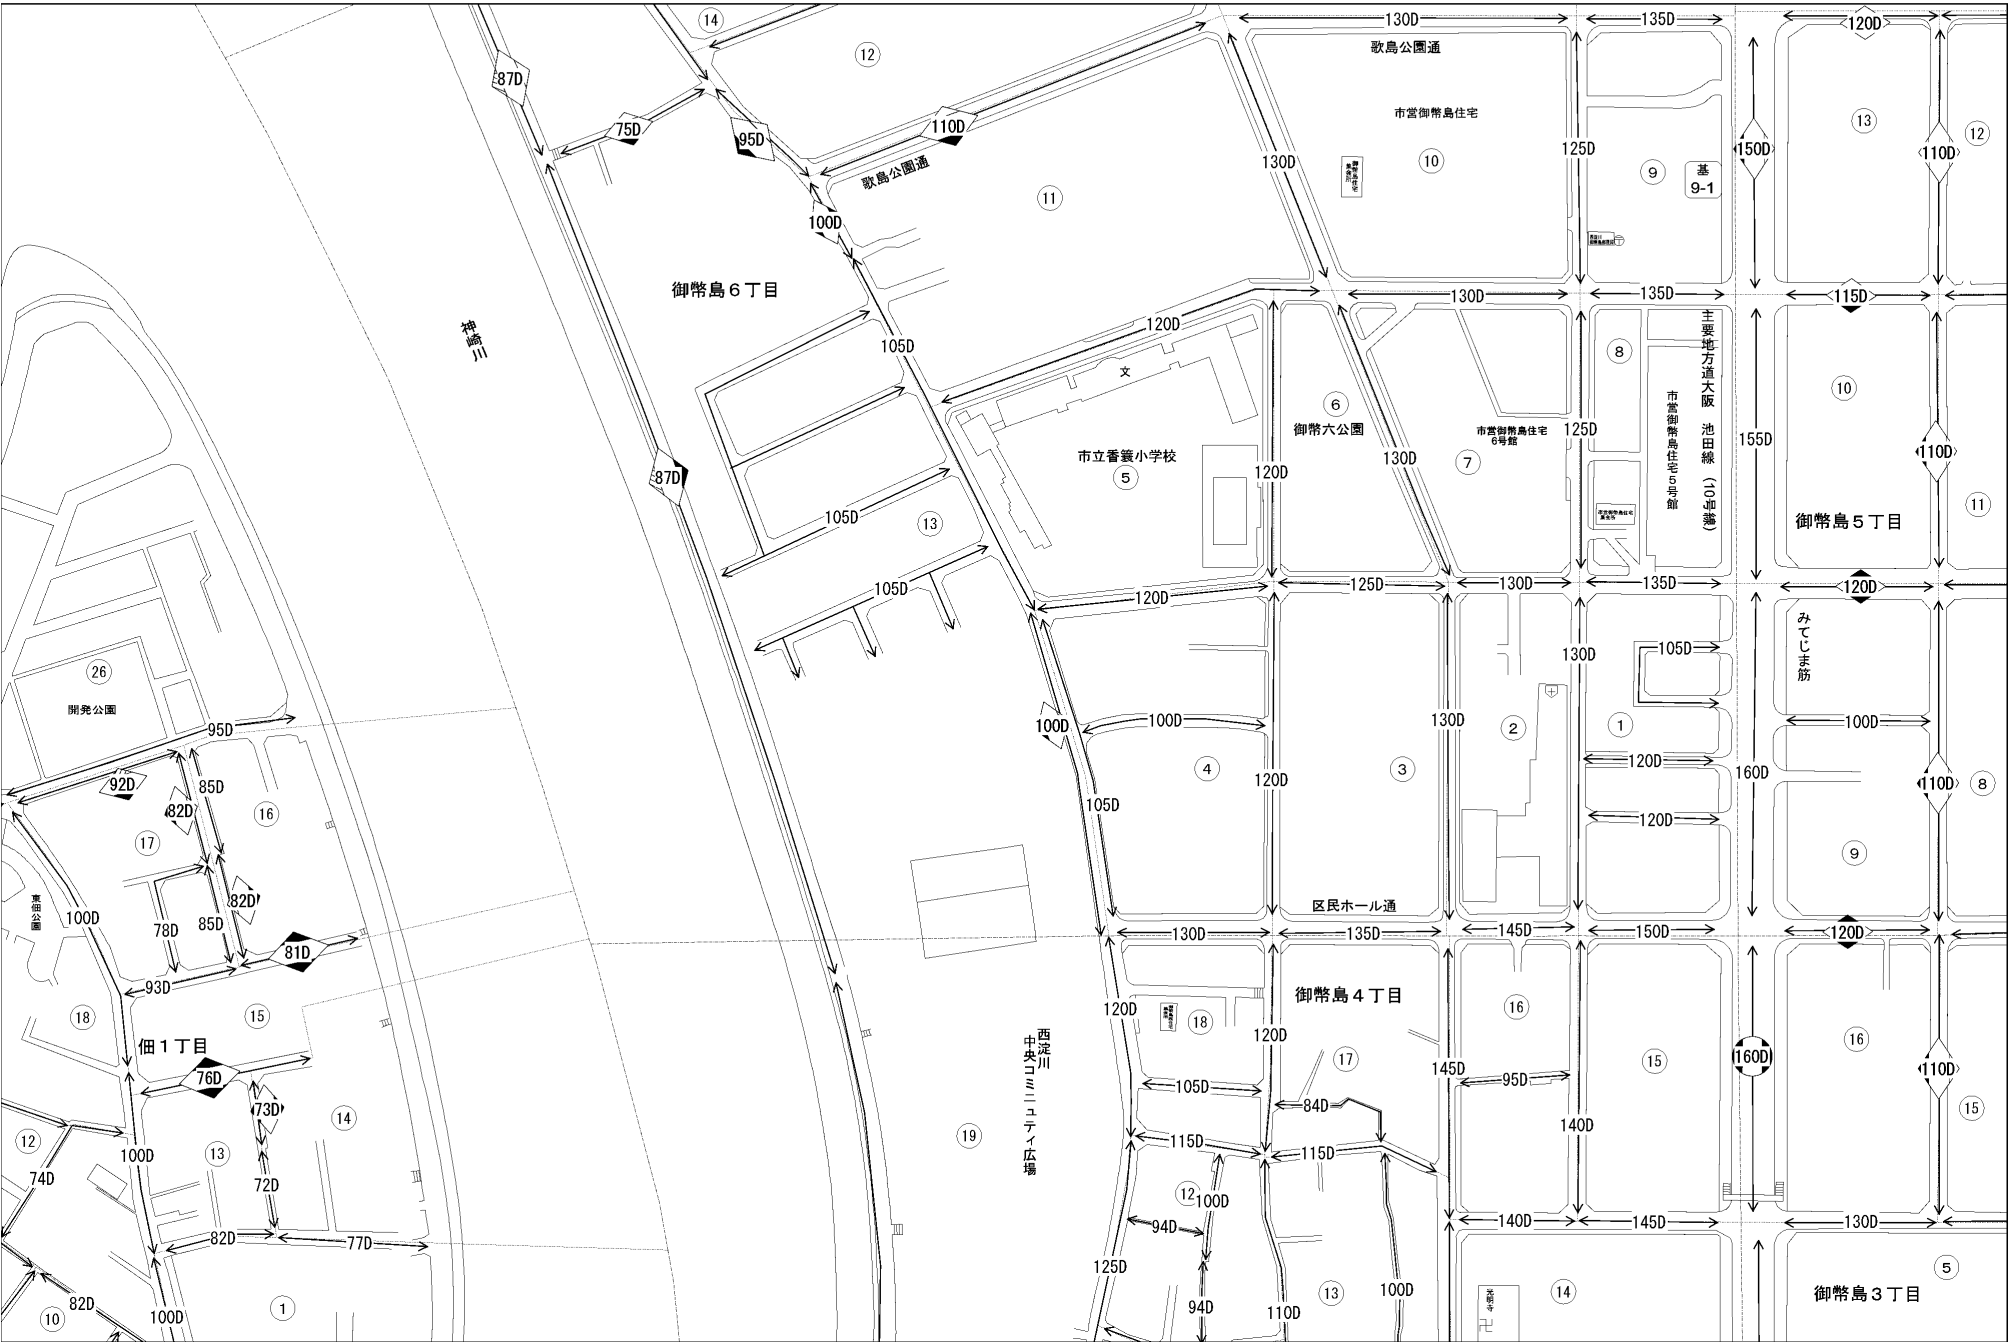 14
130D
135D
120D
12
歌島公園通
87D
75D
95D
110D
市営御幣島住宅
13
12
10
130D
125D
150D
110D
9
基
9-1
歌島公園通
11
100D
御幣島6丁目
130D
135D
115D
神崎川
105D
120D
主要地方道大阪 池田線 (10号線)
8
文
6
御幣六公園
市営御幣島住宅
6号館
125D
155D
10
市営御幣島住宅5号館
110D
市立香簑小学校
5
120D
130D
7
87D
11
105D
13
御幣島5丁目
105D
120D
125D
130D
135D
120D
みてじま筋
130D
105D
26
開発公園
95D
100D
100D
130D
2
1
100D
92D
82D
85D
4
120D
3
120D
160D
110D
8
16
105D
120D
17
9
東佃公園
100D
78D
85D
82D
区民ホール通
81D
130D
135D
145D
150D
120D
93D
御幣島4丁目
18
15
120D
18
120D
16
16
佃1丁目
西淀川
中央コミュニティ広場
17
145D
15
160D
110D
76D
105D
95D
73D
14
84D
15
12
100D
13
19
115D
115D
140D
74D
72D
12
100D
94D
82D
77D
140D
145D
130D
125D
5
82D
1
100D
10
94D
110D
13
100D
光明寺
卍
14
御幣島3丁目